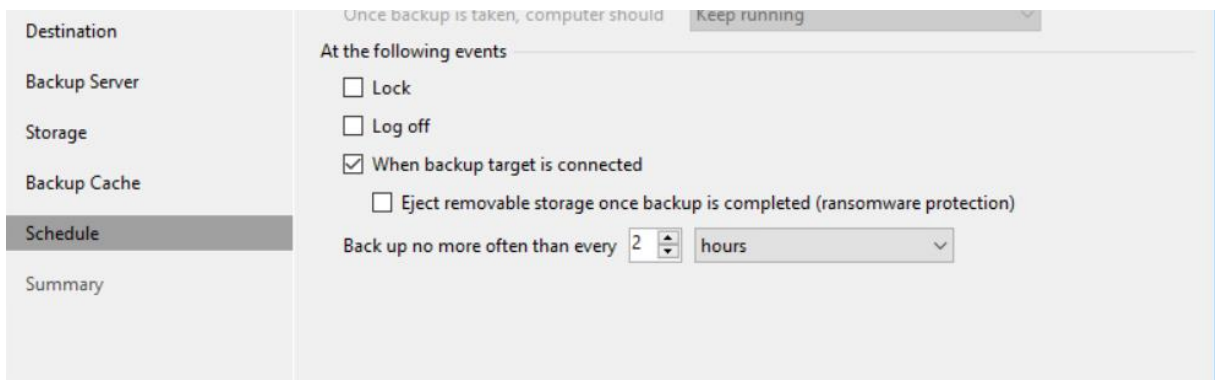 Once backup is taken, computer should Keep running
Destination
At the following events
Backup Server
Lock
Log off
Storage
When backup target is connected
Backup Cache
Eject removable storage once backup is completed (ransomware protection)
Schedule
Back up no more often than every 2 hours
Summary